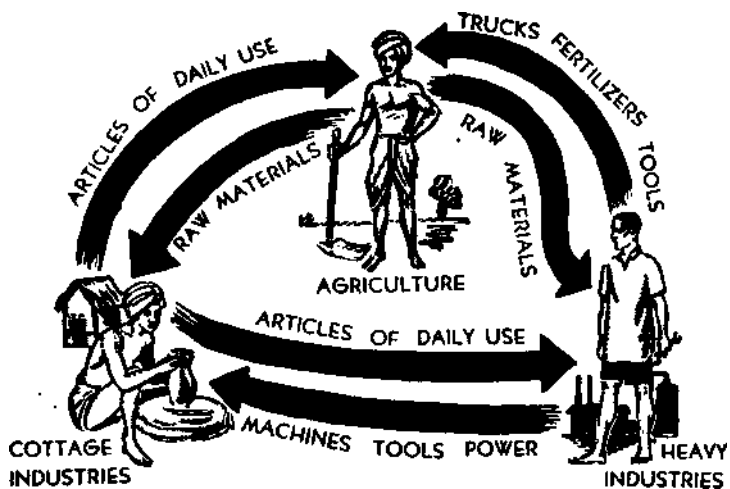 TRUCKS FERTILIZERS TOOLS
ARTICLES OF DAILY USE
RAW MATERIALS
RAW MATERIALS
AGRICULTURE
ARTICLES OF DAILY USE
MACHINES TOOLS POWER
COTTAGE
INDUSTRIES
HEAVY
INDUSTRIES